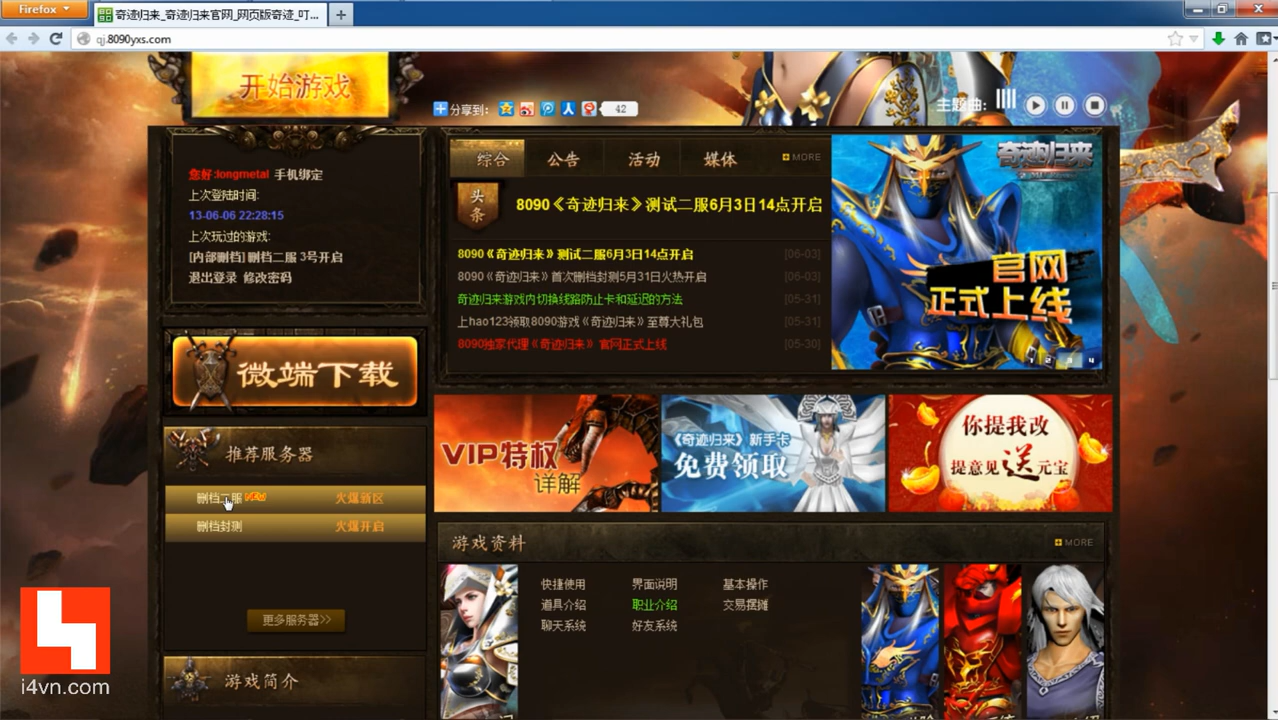 Firefox
奇迹归来_奇迹归来官网_网页版奇迹_叮...
qj.8090yxs.com
开始游戏
分享到: 42
主题曲:
您好:longmetal 手机绑定
上次登陆时间:
13-06-06 22:28:15
上次玩过的游戏:
[内部删档] 删档二服 3号开启
退出登录 修改密码
综合 公告 活动 媒体 MORE
头条
8090《奇迹归来》测试二服6月3日14点开启
8090《奇迹归来》测试二服6月3日14点开启 [06-03]
8090《奇迹归来》首次删档封测5月31日火热开启 [06-03]
奇迹归来游戏内切换线路防止卡和延迟的方法 [05-31]
上hao123领取8090游戏《奇迹归来》至尊大礼包 [05-31]
8090独家代理《奇迹归来》 官网正式上线 [05-30]
奇迹归来
官网
正式上线
1 2 3 4
微端下载
VIP特权
详解
《奇迹归来》新手卡
免费领取
你提我改
提意见送元宝
推荐服务器
删档二服 NEW 火爆新区
删档封测 火爆开启
更多服务器>>
游戏资料 MORE
快捷使用 界面说明 基本操作
道具介绍 职业介绍 交易摆摊
聊天系统 好友系统
游戏简介
i4vn.com